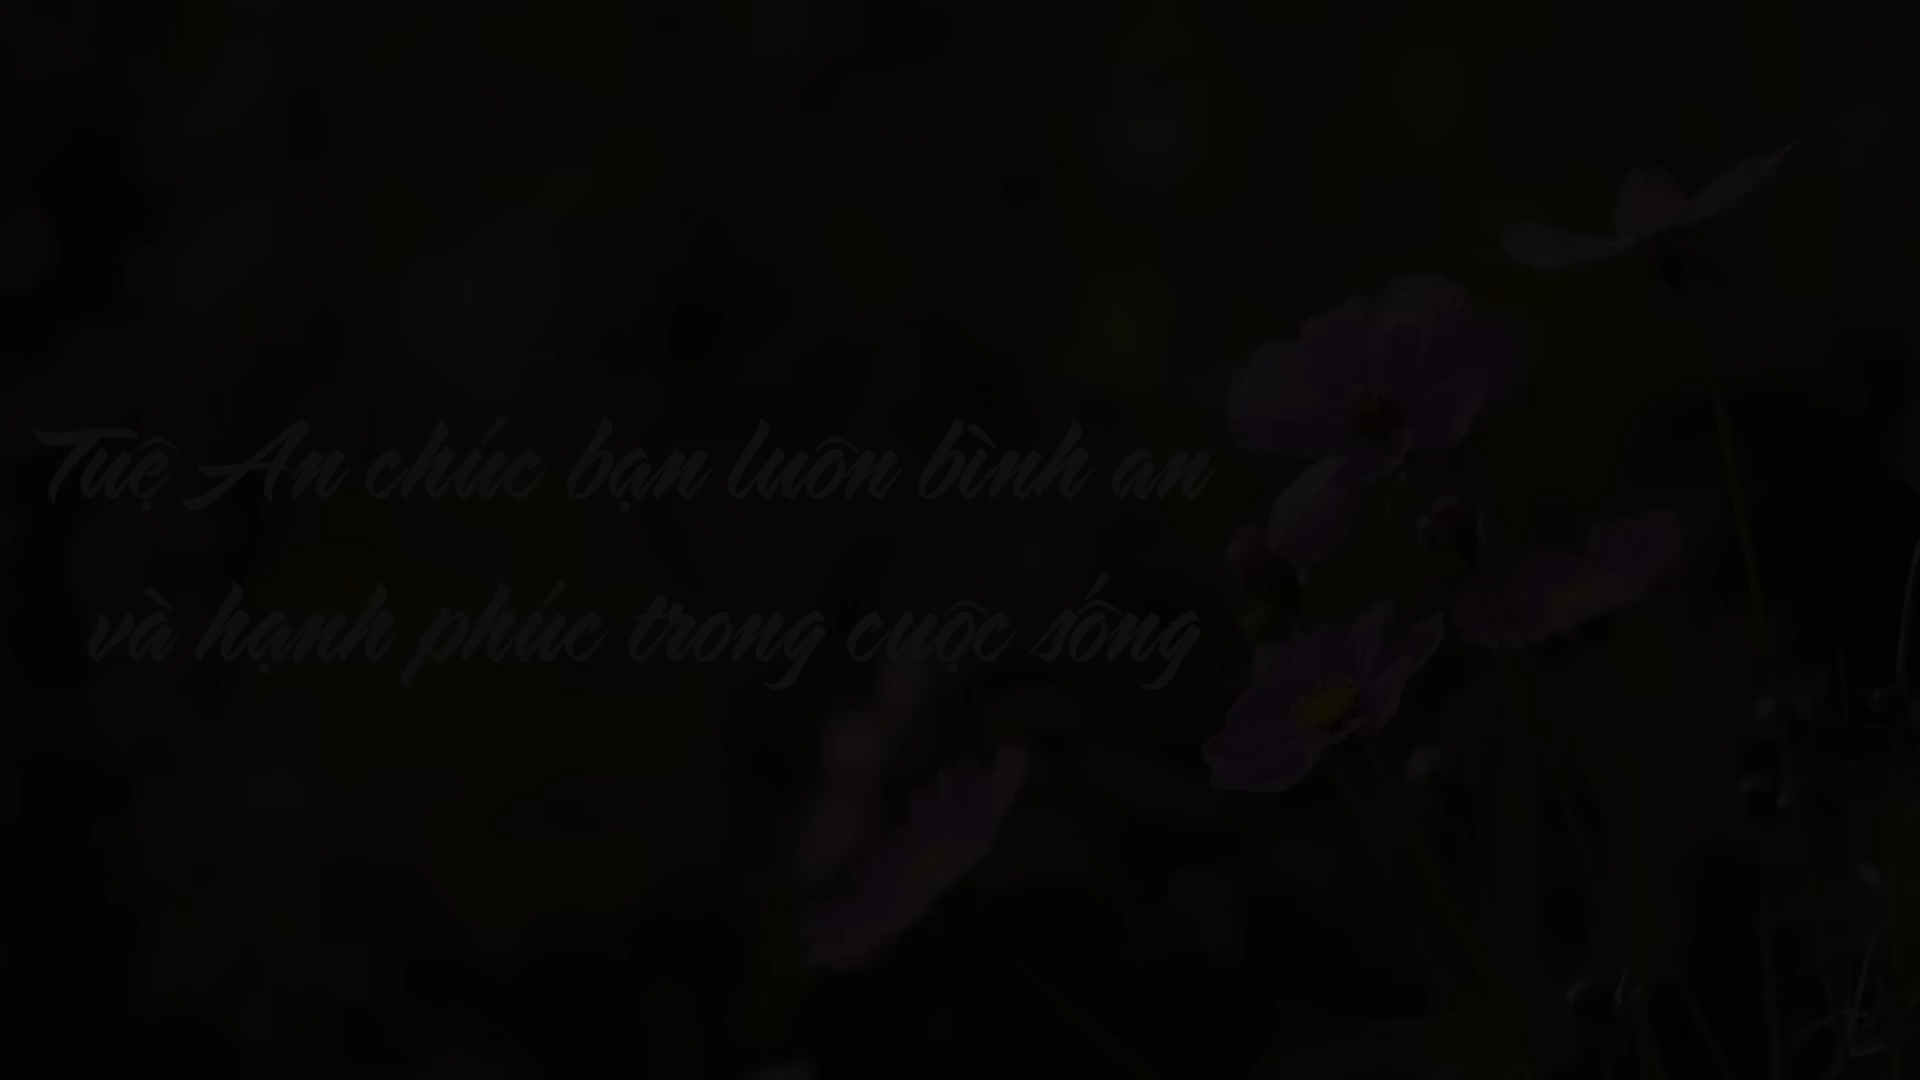 Tuệ An chúc bạn luôn bình an
và hạnh phúc trong cuộc sống